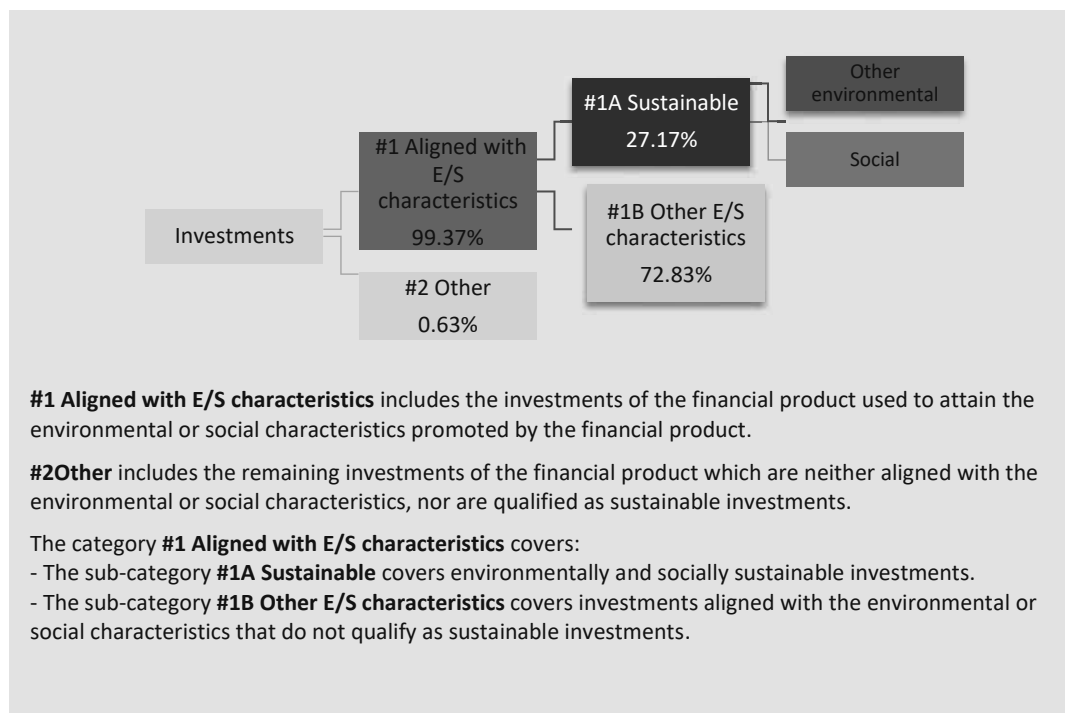 Investments
#1 Aligned with
E/S
characteristics
99.37%
#2 Other
0.63%
#1A Sustainable
27.17%
#1B Other E/S
characteristics
72.83%
Other
environmental
Social
#1 Aligned with E/S characteristics includes the investments of the financial product used to attain the
environmental or social characteristics promoted by the financial product.
#2Other includes the remaining investments of the financial product which are neither aligned with the
environmental or social characteristics, nor are qualified as sustainable investments.
The category #1 Aligned with E/S characteristics covers:
- The sub-category #1A Sustainable covers environmentally and socially sustainable investments.
- The sub-category #1B Other E/S characteristics covers investments aligned with the environmental or
social characteristics that do not qualify as sustainable investments.